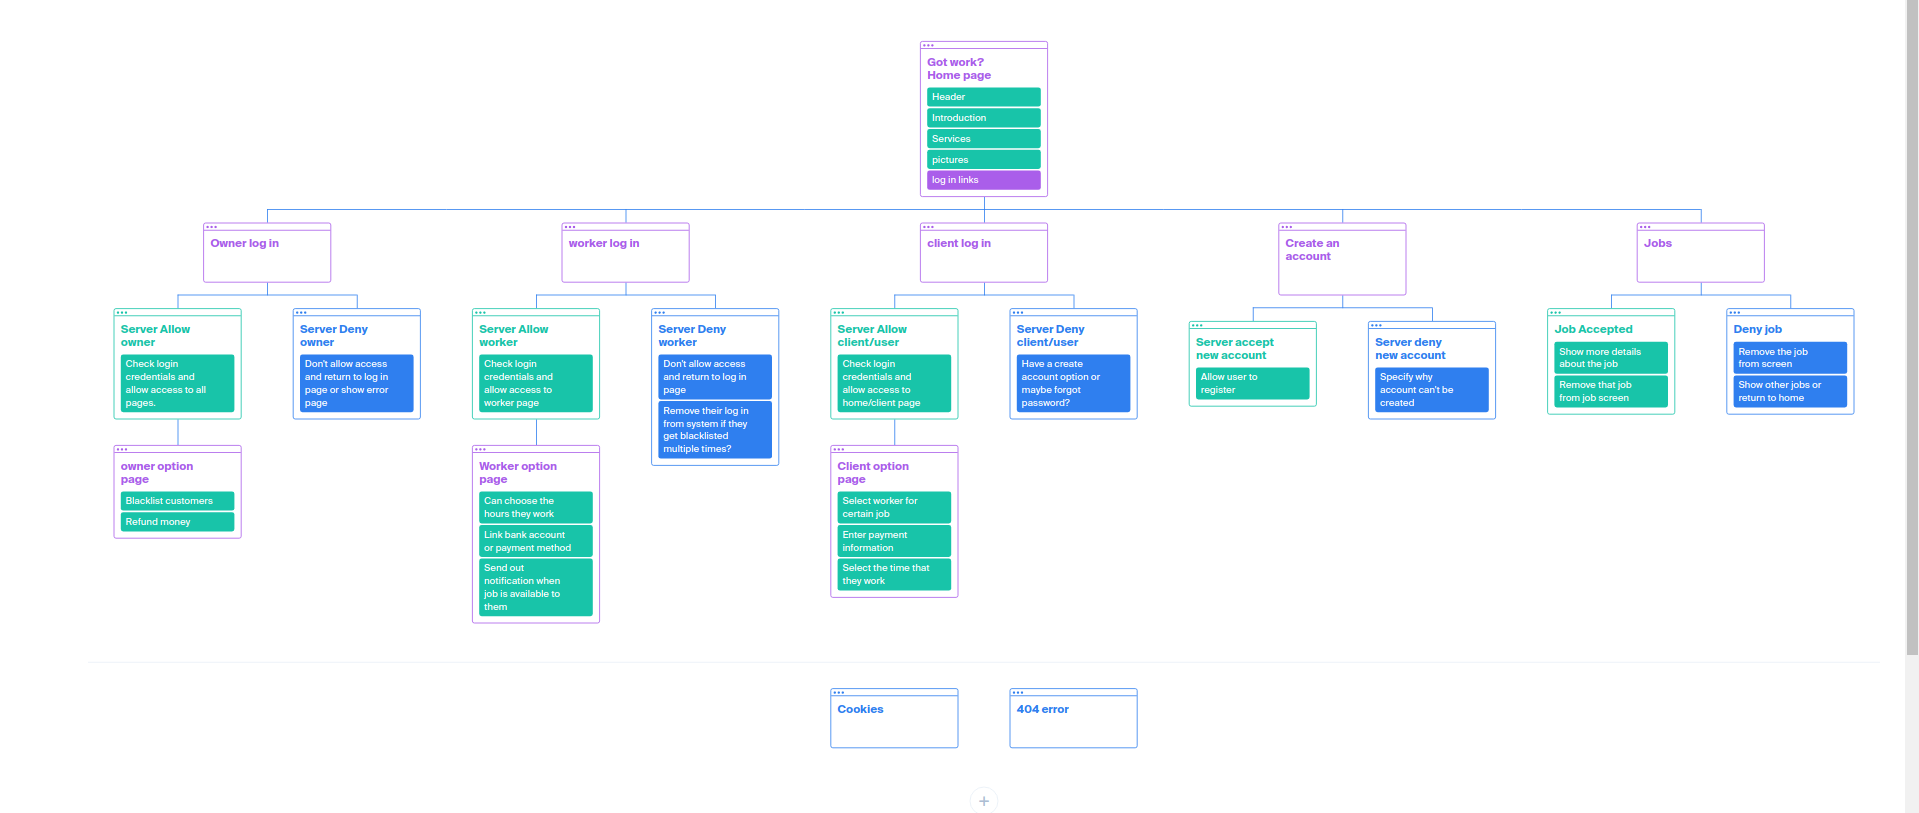 Got work?
Home page
Header
Introduction
Services
pictures
log in links
Owner log in
worker log in
client log in
Create an
account
Jobs
Server Allow
owner
Check login
credentials and
allow access to all
pages.
Server Deny
owner
Don't allow access
and return to log in
page or show error
page
Server Allow
worker
Check login
credentials and
allow access to
worker page
Server Deny
worker
Don't allow access
and return to log in
page
Remove their log in
from system if they
get blacklisted
multiple times?
Server Allow
client/user
Check login
credentials and
allow access to
home/client page
Server Deny
client/user
Have a create
account option or
maybe forgot
password?
Server accept
new account
Allow user to
register
Server deny
new account
Specify why
account can't be
created
Job Accepted
Show more details
about the job
Remove that job
from job screen
Deny job
Remove the job
from screen
Show other jobs or
return to home
owner option
page
Blacklist customers
Refund money
Worker option
page
Can choose the
hours they work
Link bank account
or payment method
Send out
notification when
job is available to
them
Client option
page
Select worker for
certain job
Enter payment
information
Select the time that
they work
Cookies
404 error